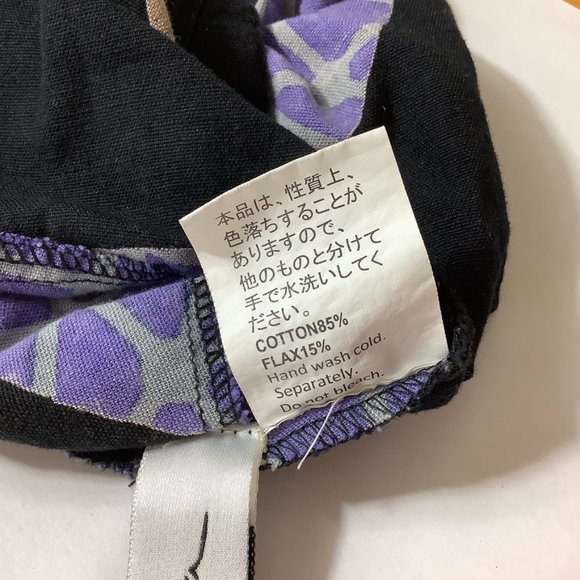 本品は、性質上、
色落ちすることが
ありますので、
他のものと分けて
手で水洗いしてく
ださい。
COTTON85%
FLAX15%
Hand wash cold.
Separately.
Do not bleach.